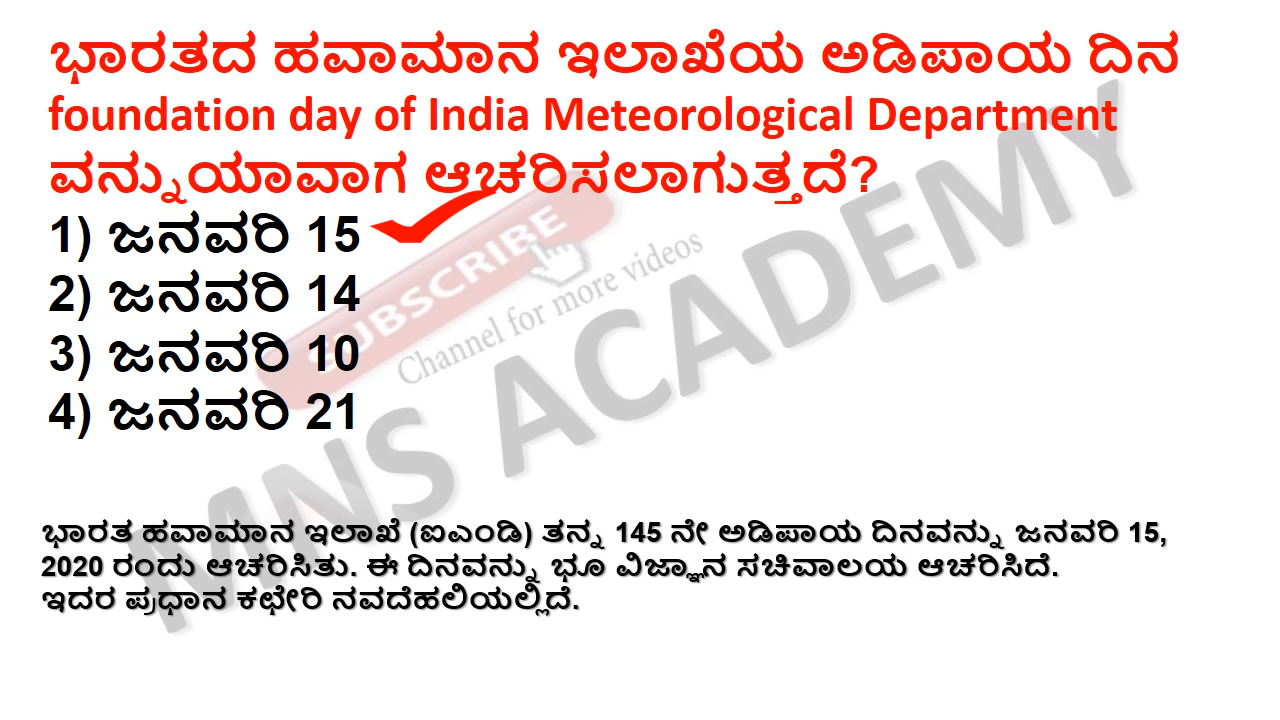 ಭಾರತದ ಹವಾಮಾನ ಇಲಾಖೆಯ ಅಡಿಪಾಯ ದಿನ
foundation day of India Meteorological Department
ವನ್ನುಯಾವಾಗ ಆಚರಿಸಲಾಗುತ್ತದೆ?
1) ಜನವರಿ 15
2) ಜನವರಿ 14
3) ಜನವರಿ 10
4) ಜನವರಿ 21
SUBSCRIBE
Channel for more videos
MNS ACADEMY
ಭಾರತ ಹವಾಮಾನ ಇಲಾಖೆ (ಐಎಂಡಿ) ತನ್ನ 145 ನೇ ಅಡಿಪಾಯ ದಿನವನ್ನು ಜನವರಿ 15,
2020 ರಂದು ಆಚರಿಸಿತು. ಈ ದಿನವನ್ನು ಭೂ ವಿಜ್ಞಾನ ಸಚಿವಾಲಯ ಆಚರಿಸಿದೆ.
ಇದರ ಪ್ರಧಾನ ಕಛೇರಿ ನವದೆಹಲಿಯಲ್ಲಿದೆ.